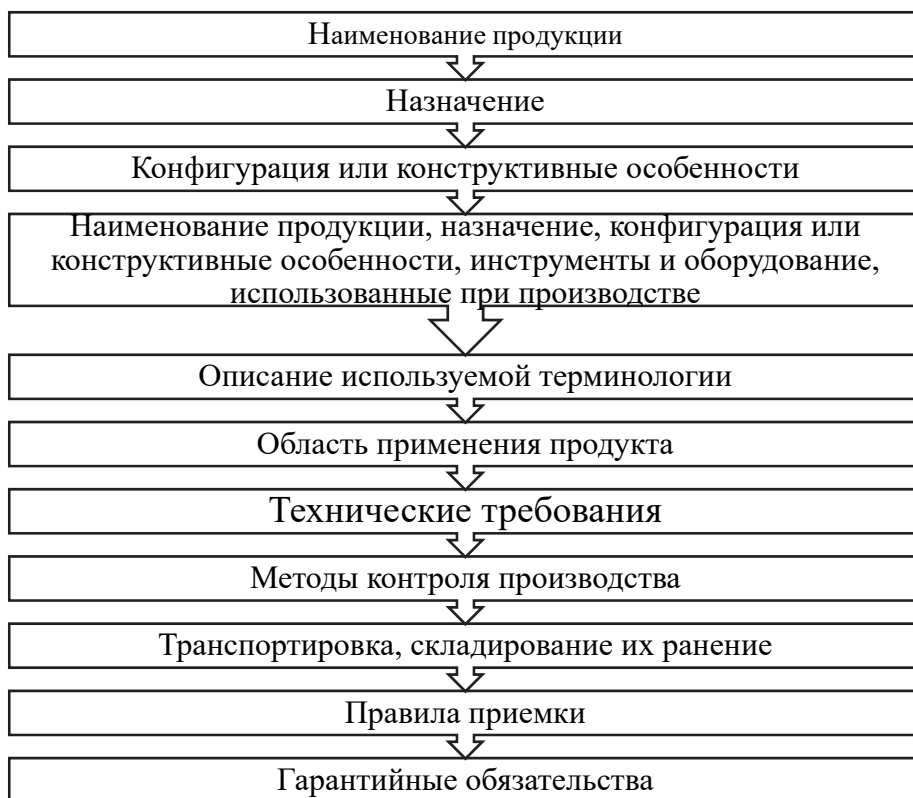 Наименование продукции
Назначение
Конфигурация или конструктивные особенности
Наименование продукции, назначение, конфигурация или
конструктивные особенности, инструменты и оборудование,
использованные при производстве
Описание используемой терминологии
Область применения продукта
Технические требования
Методы контроля производства
Транспортировка, складирование их ранение
Правила приемки
Гарантийные обязательства